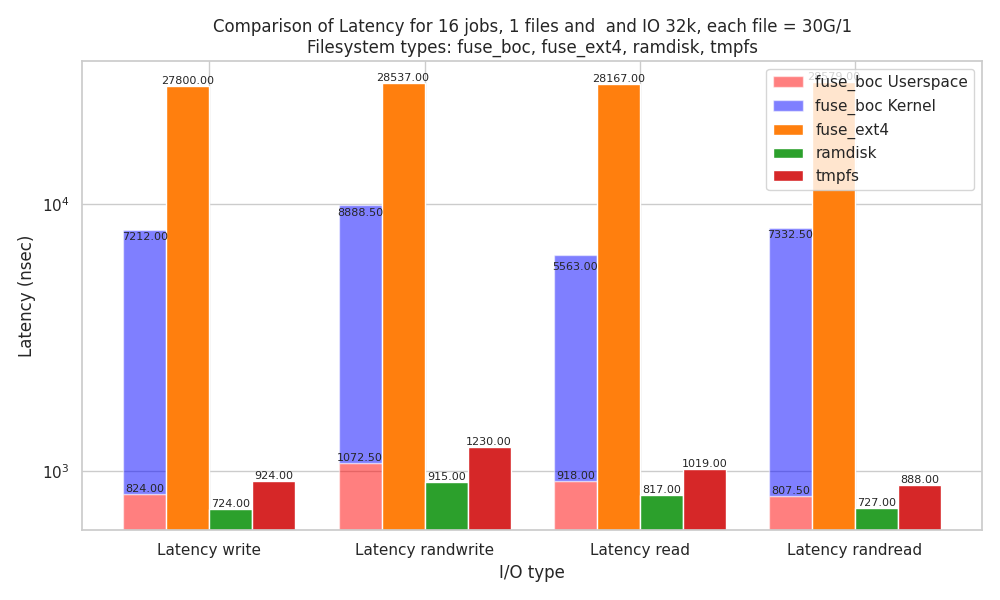 Comparison of Latency for 16 jobs, 1 files and  and IO 32k, each file = 30G/1
Filesystem types: fuse_boc, fuse_ext4, ramdisk, tmpfs
27800.00
28537.00
28167.00
fuse_boc Userspace
fuse_boc Kernel
fuse_ext4
ramdisk
tmpfs
10⁴
7212.00
8888.50
5563.00
7332.50
Latency (nsec)
10³
824.00
724.00
924.00
1072.50
915.00
1230.00
918.00
817.00
1019.00
807.50
727.00
888.00
Latency write
Latency randwrite
Latency read
Latency randread
I/O type